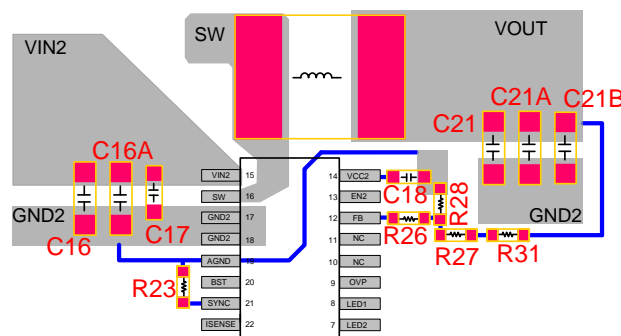 SW
VOUT
VIN2
C21A
C21B
C21
C16A
VIN2 15
14 VCC2
C18
SW 16
13 EN2
R28
GND2
GND2 17
12 FB
GND2
C16
C17
GND2 18
11 NC
R26
R27
R31
AGND 19
10 NC
R23
BST 20
9 OVP
SYNC 21
8 LED1
ISENSE 22
7 LED2